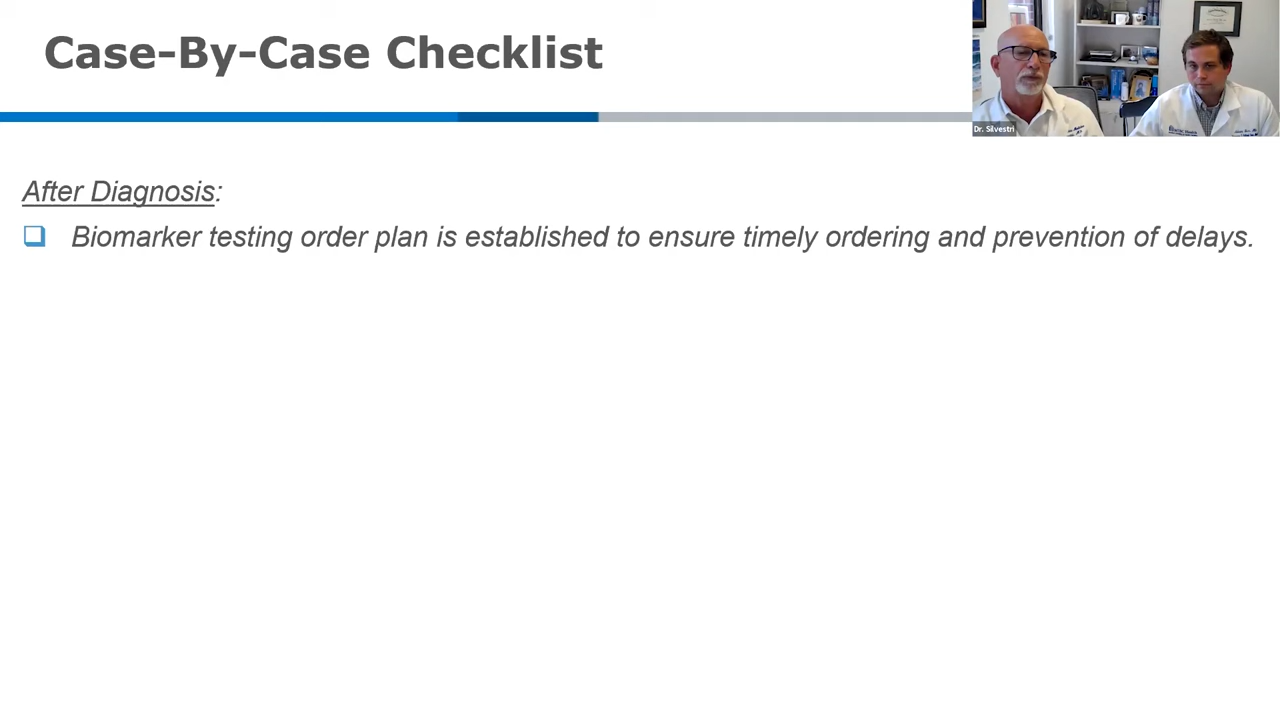 Case-By-Case Checklist
Dr. Silvestri
After Diagnosis:
Biomarker testing order plan is established to ensure timely ordering and prevention of delays.